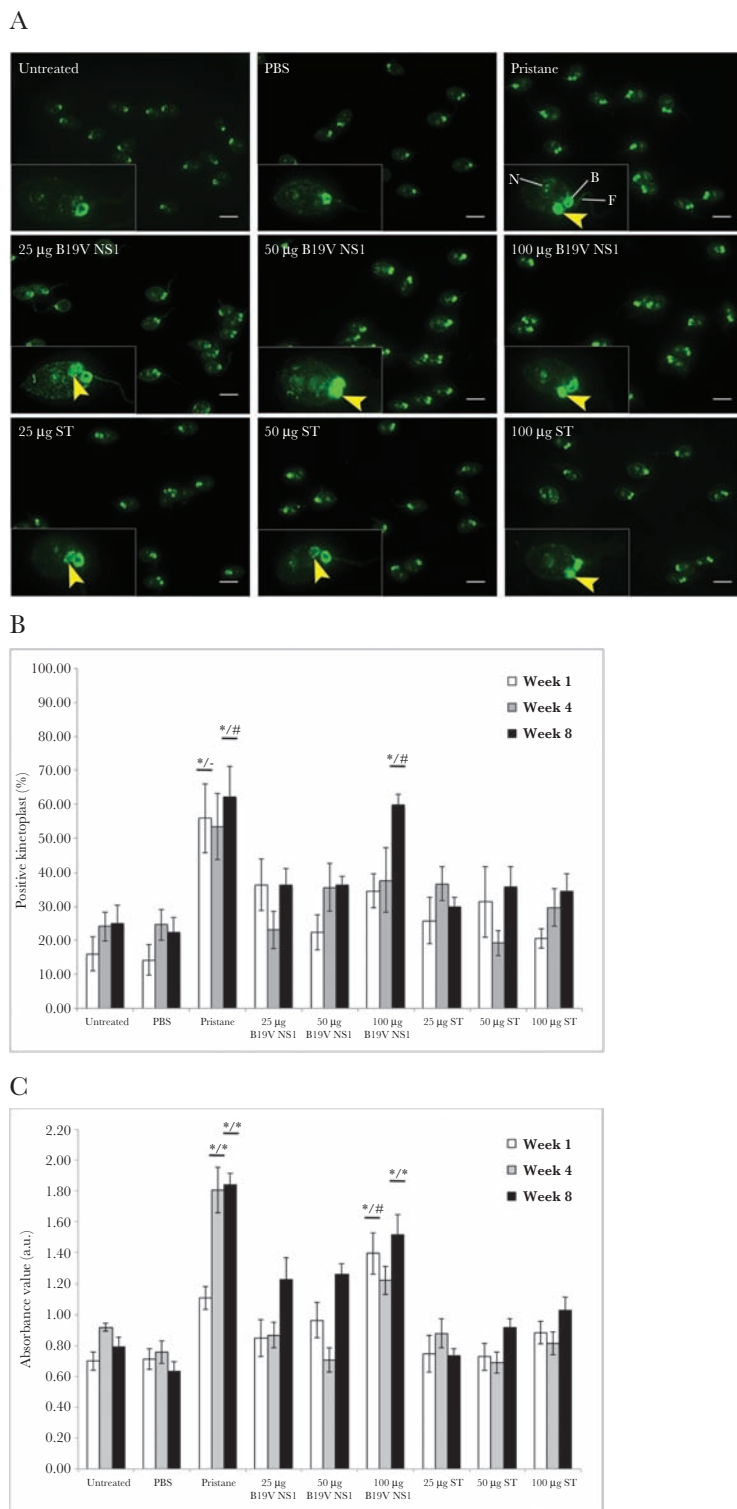 A
Untreated
PBS
Pristane
N
B
F
25 µg B19V NS1
50 µg B19V NS1
100 µg B19V NS1
25 µg ST
50 µg ST
100 µg ST
B
100.00
90.00
80.00
70.00
60.00
50.00
40.00
30.00
20.00
10.00
0.00
Positive kinetoplast (%)
*/-
*/#
*/#
Week 1
Week 4
Week 8
Untreated
PBS
Pristane
25 µg
B19V NS1
50 µg
B19V NS1
100 µg
B19V NS1
25 µg ST
50 µg ST
100 µg ST
C
2.20
2.00
1.80
1.60
1.40
1.20
1.00
0.80
0.60
0.40
0.20
0.00
Absorbance value (a.u.)
*/*
*/*
*/#
*/*
Week 1
Week 4
Week 8
Untreated
PBS
Pristane
25 µg
B19V NS1
50 µg
B19V NS1
100 µg
B19V NS1
25 µg ST
50 µg ST
100 µg ST